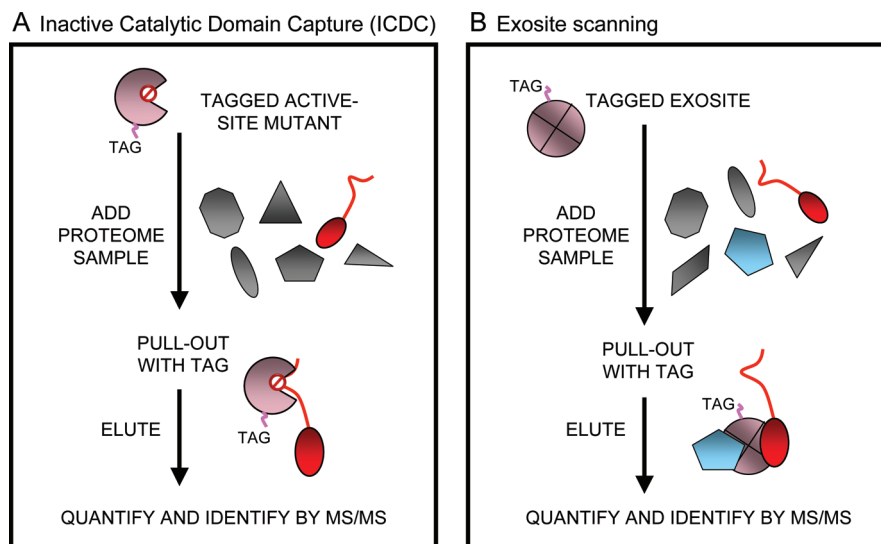 A Inactive Catalytic Domain Capture (ICDC)
TAGGED ACTIVE-
SITE MUTANT
TAG
ADD
PROTEOME
SAMPLE
PULL-OUT
WITH TAG
TAG
ELUTE
QUANTIFY AND IDENTIFY BY MS/MS
B Exosite scanning
TAG
TAGGED EXOSITE
ADD
PROTEOME
SAMPLE
PULL-OUT
WITH TAG
TAG
ELUTE
QUANTIFY AND IDENTIFY BY MS/MS